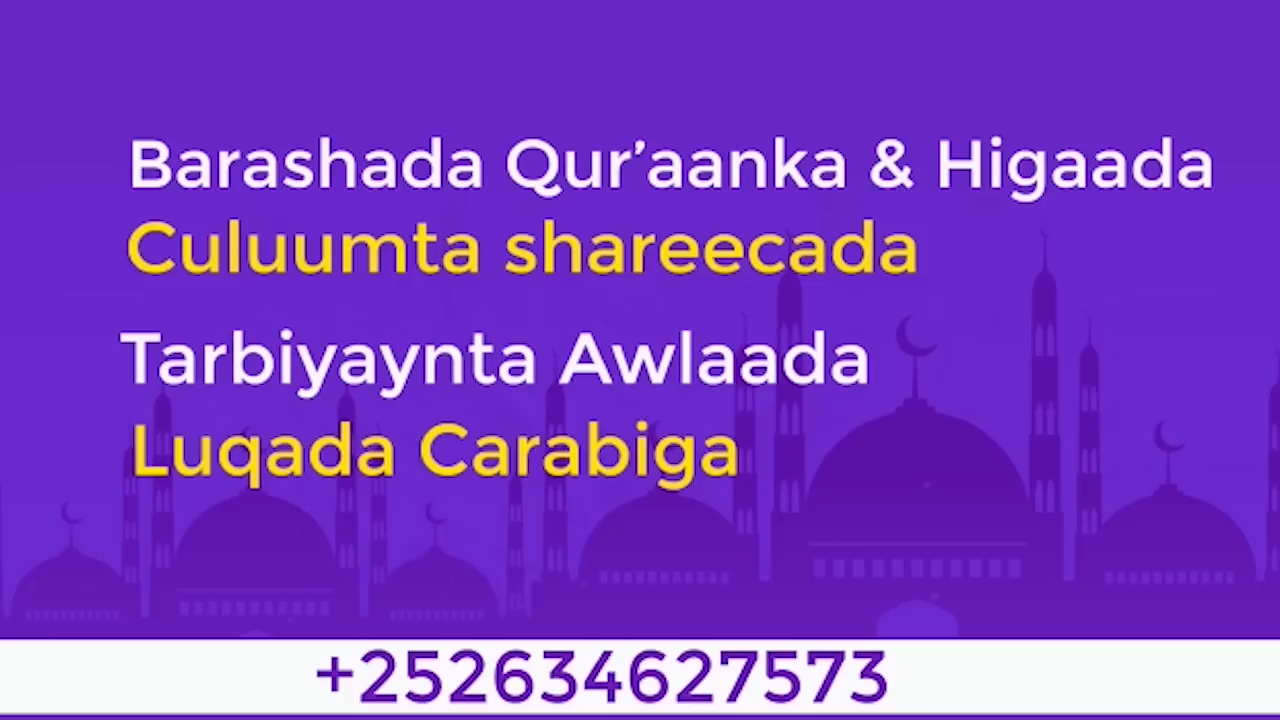 Barashada Qur’aanka & Higaada
Culuumta shareecada
Tarbiyaynta Awlaada
Luqada Carabiga
+252634627573